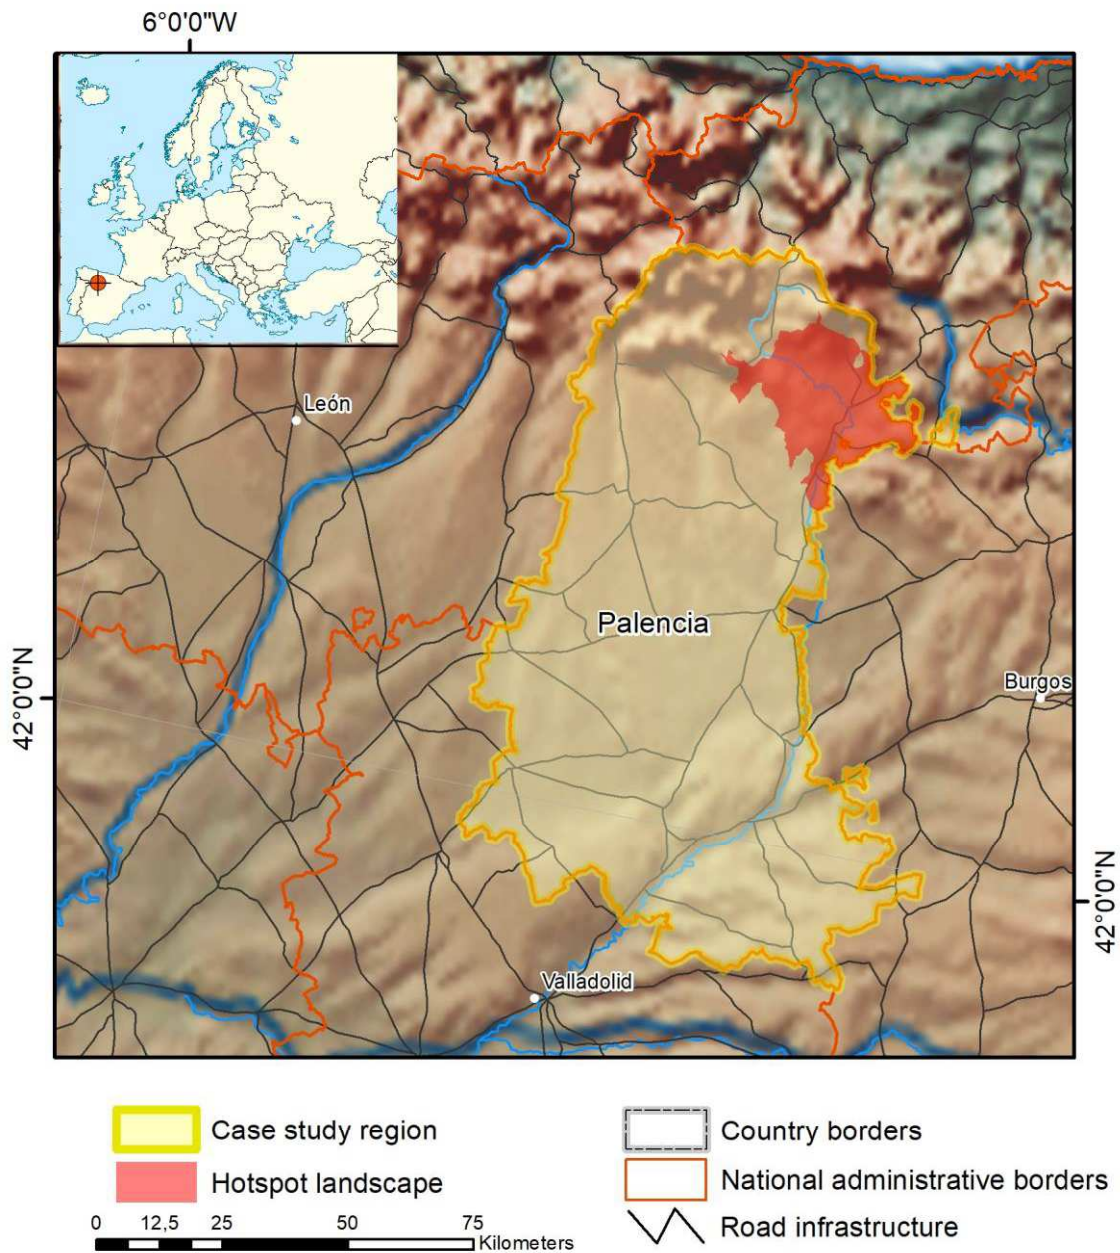 6°0'0"W
León
Palencia
42°0'0"N
Burgos
42°0'0"N
Valladolid
Case study region
Country borders
Hotspot landscape
National administrative borders
0 12,5 25 50 75
Kilometers
Road infrastructure